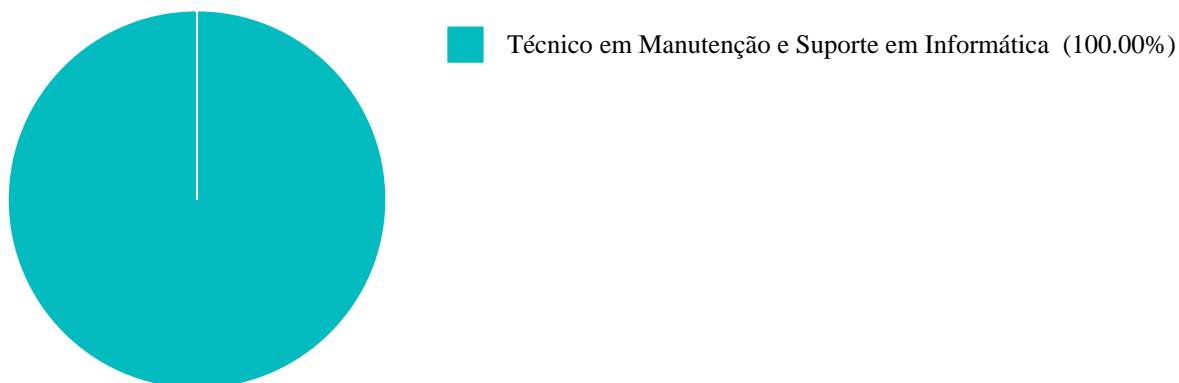 Técnico em Manutenção e Suporte em Informática (100.00%)